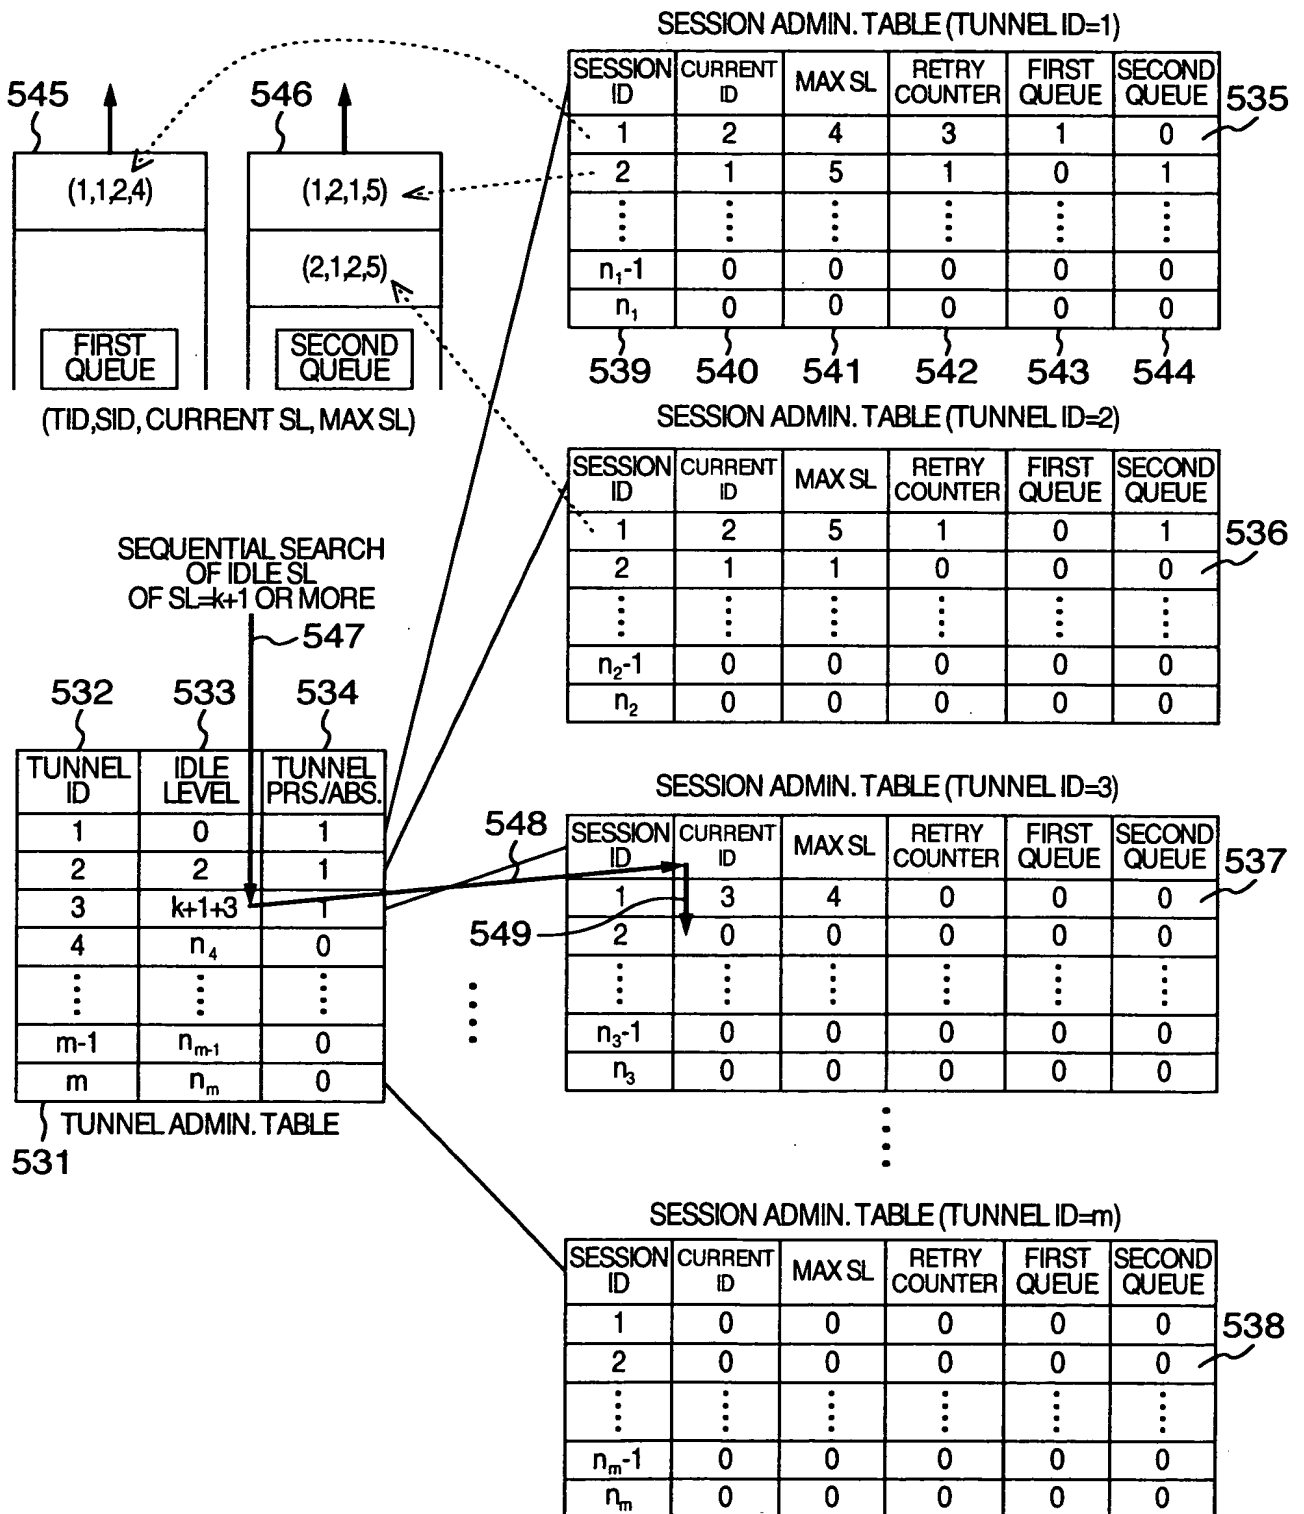 SESSION ADMIN. TABLE (TUNNEL ID=1)
SESSION ID CURRENT ID MAX SL RETRY COUNTER FIRST QUEUE SECOND QUEUE
535
1 2 4 3 1 0
2 1 5 1 0 1
n₁-1 0 0 0 0 0
n₁ 0 0 0 0 0
539 540 541 542 543 544
545 546
(1,1,2,4) (1,2,1,5)
(2,1,2,5)
FIRST QUEUE SECOND QUEUE
(TID,SID, CURRENT SL, MAX SL)
SESSION ADMIN. TABLE (TUNNEL ID=2)
SESSION ID CURRENT ID MAX SL RETRY COUNTER FIRST QUEUE SECOND QUEUE
1 2 5 1 0 1
536
2 1 1 0 0 0
n₂-1 0 0 0 0 0
n₂ 0 0 0 0 0
SEQUENTIAL SEARCH
OF IDLE SL
OF SL=k+1 OR MORE
547
532 533 534
TUNNEL ID IDLE LEVEL TUNNEL PRS./ABS.
1 0 1
2 2 1
3 k+1+3 1
4 n₄ 0
m-1 nₘ₋₁ 0
m nₘ 0
TUNNEL ADMIN. TABLE
531
548
549
SESSION ADMIN. TABLE (TUNNEL ID=3)
SESSION ID CURRENT ID MAX SL RETRY COUNTER FIRST QUEUE SECOND QUEUE
537
1 3 4 0 0 0
2 0 0 0 0 0
n₃-1 0 0 0 0 0
n₃ 0 0 0 0 0
SESSION ADMIN. TABLE (TUNNEL ID=m)
SESSION ID CURRENT ID MAX SL RETRY COUNTER FIRST QUEUE SECOND QUEUE
1 0 0 0 0 0
538
2 0 0 0 0 0
nₘ-1 0 0 0 0 0
nₘ 0 0 0 0 0